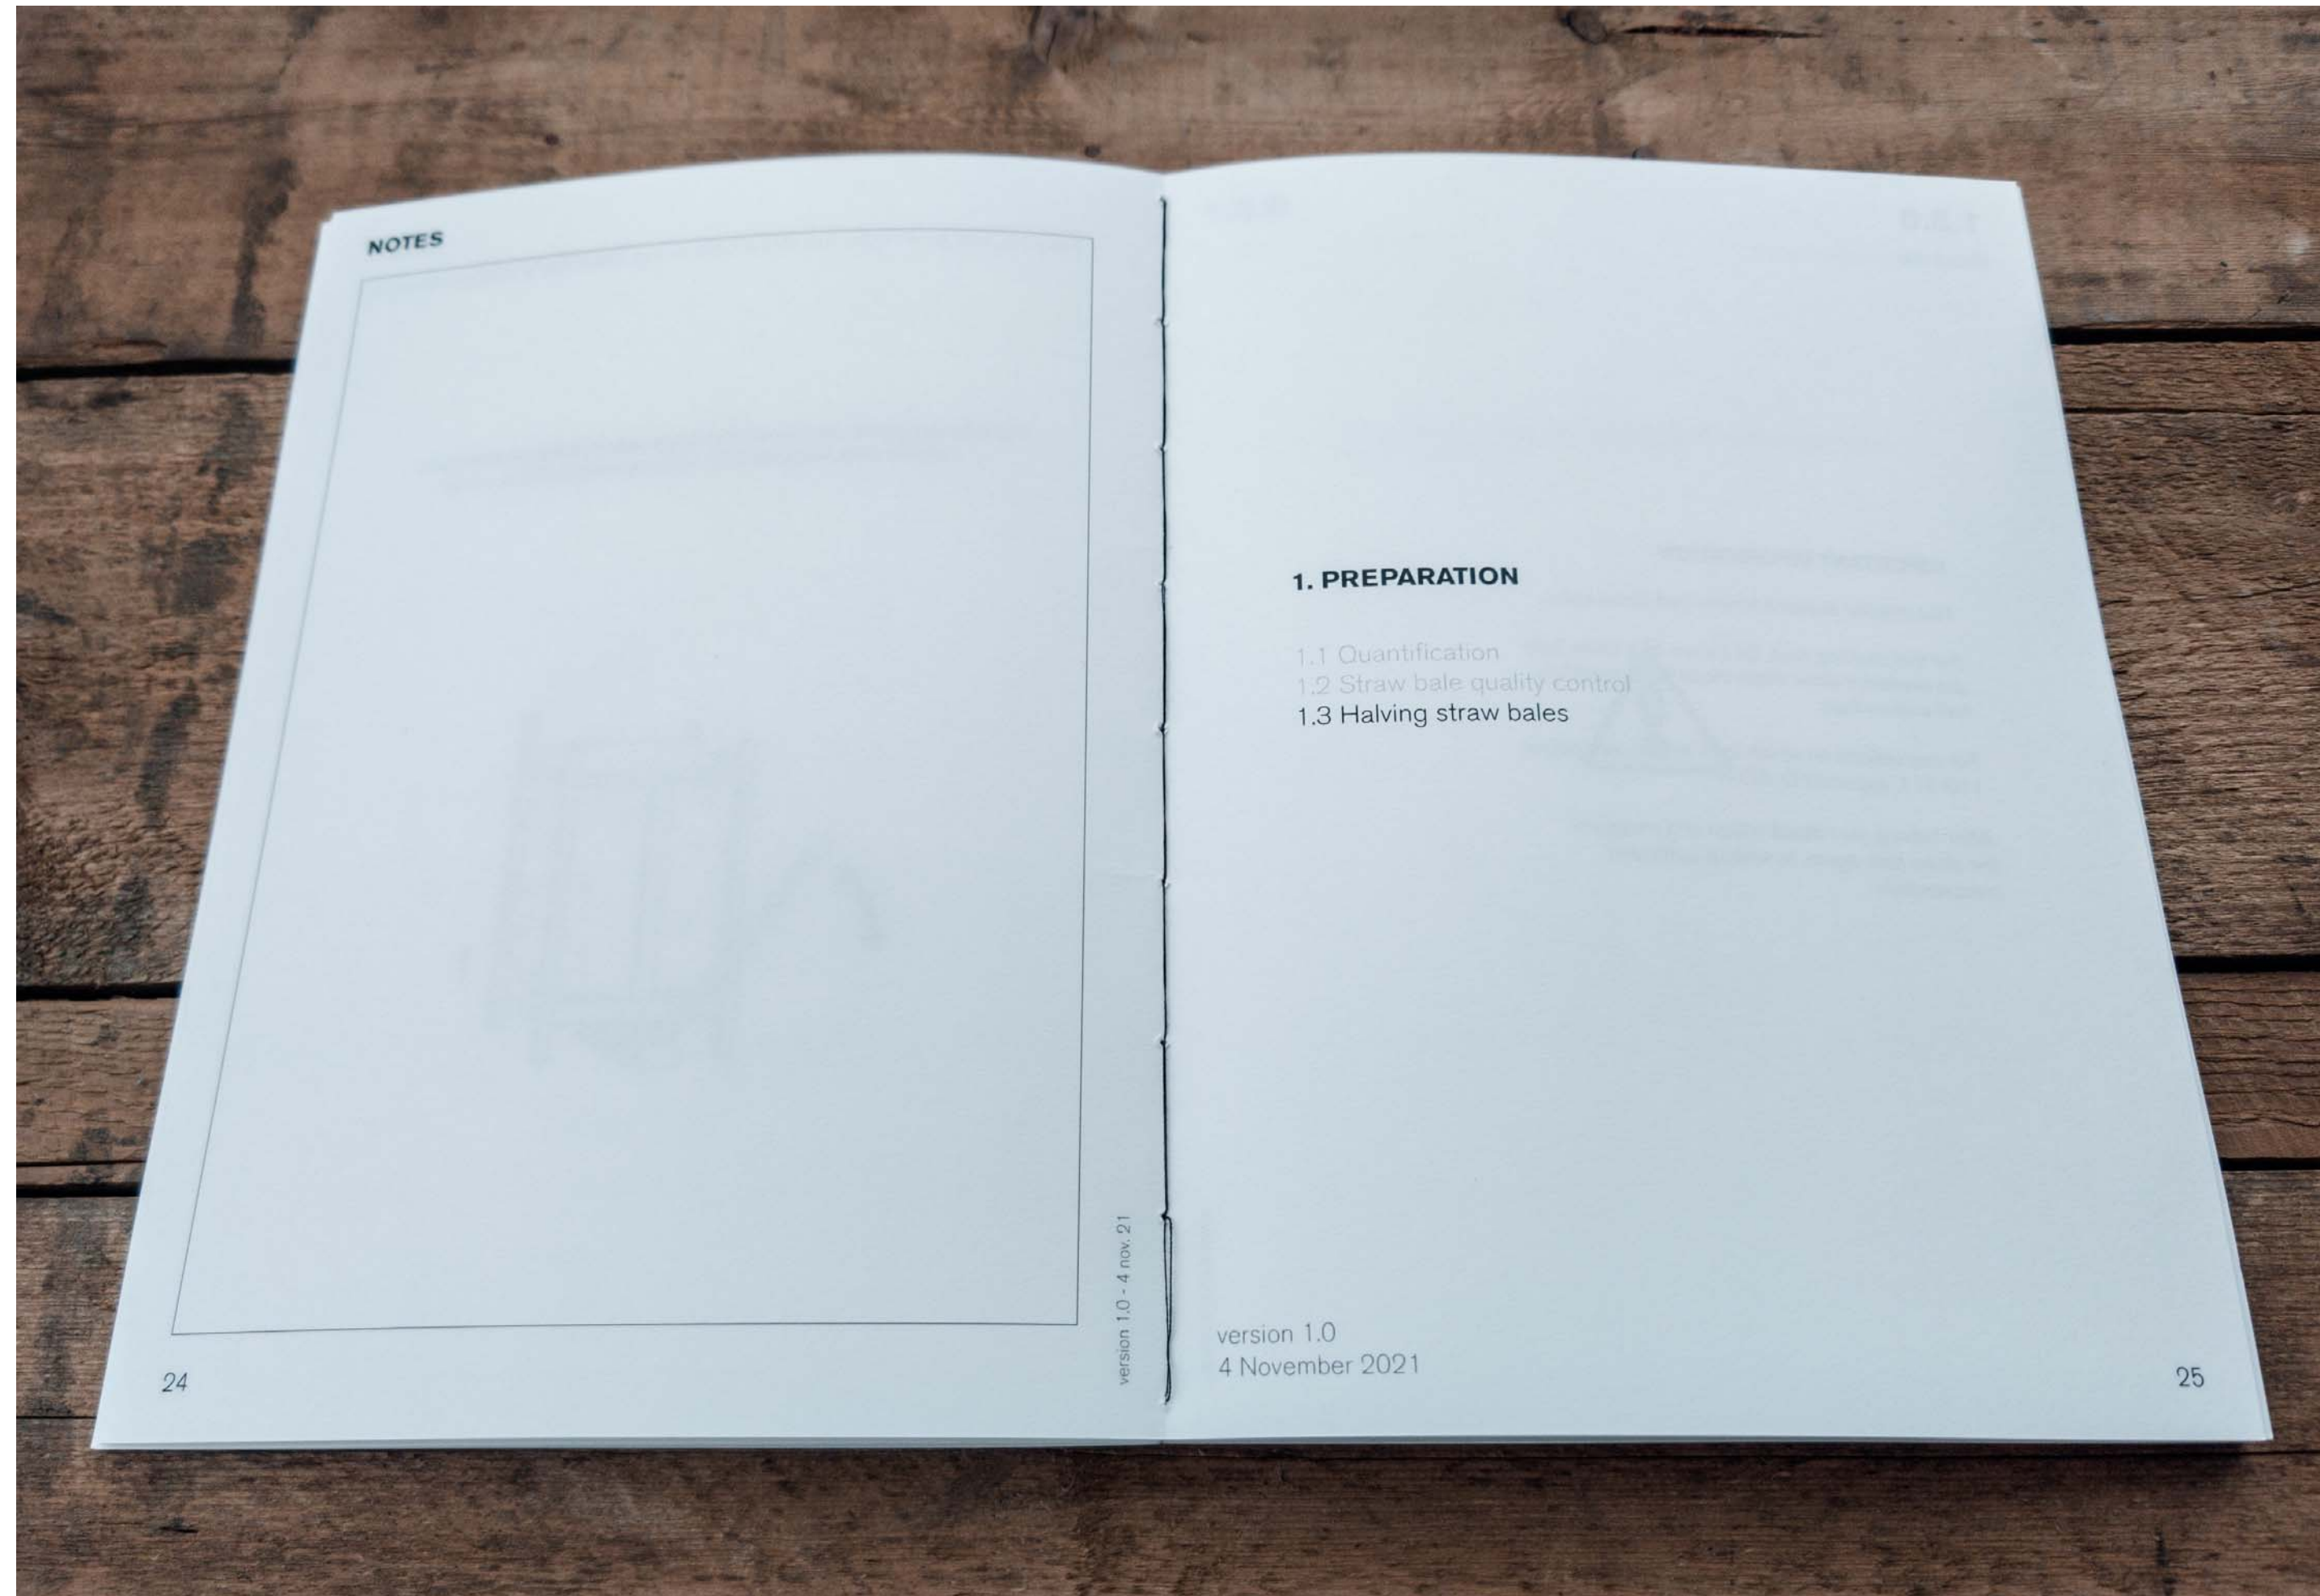 NOTES
24
version 1.0 - 4 nov. 21
1. PREPARATION
1.1 Quantification
1.2 Straw bale quality control
1.3 Halving straw bales
version 1.0
4 November 2021
25